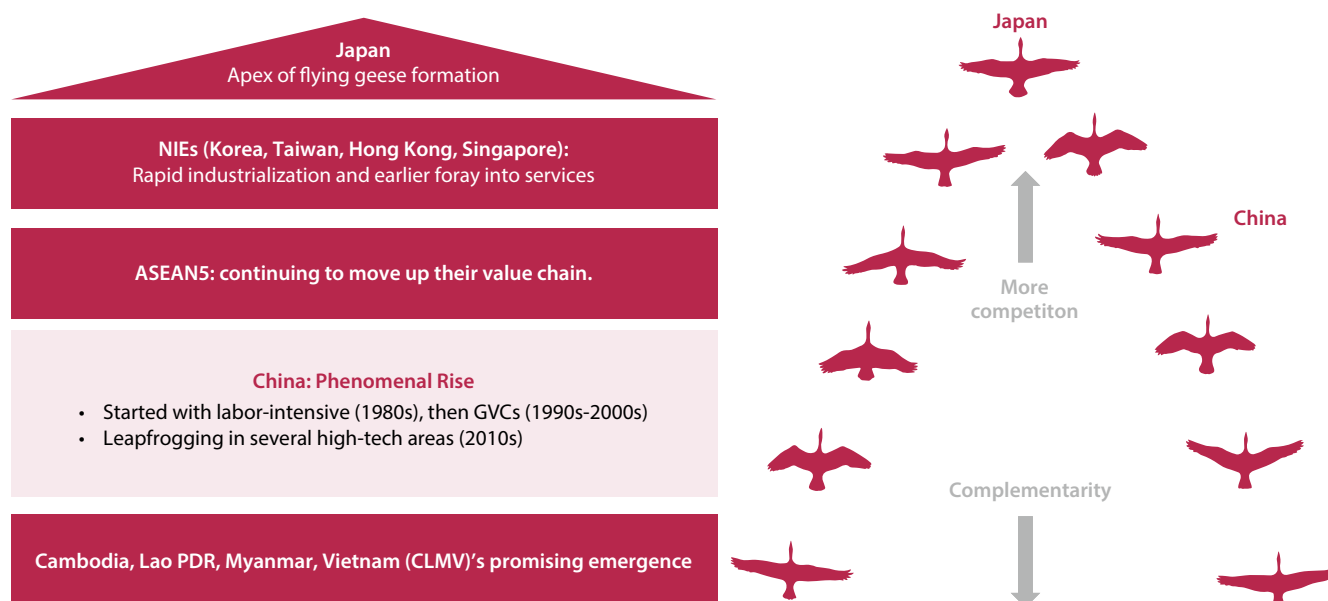 Japan
Apex of flying geese formation
NIEs (Korea, Taiwan, Hong Kong, Singapore):
Rapid industrialization and earlier foray into services
ASEAN5: continuing to move up their value chain.
China: Phenomenal Rise
• Started with labor-intensive (1980s), then GVCs (1990s-2000s)
• Leapfrogging in several high-tech areas (2010s)
Cambodia, Lao PDR, Myanmar, Vietnam (CLMV)’s promising emergence
Japan
China
More
competiton
Complementarity